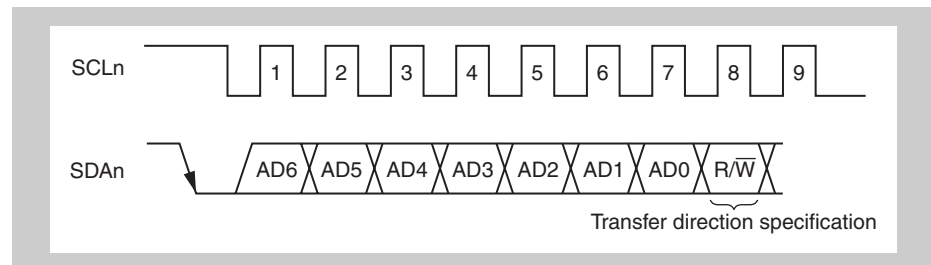 SCLn 1 2 3 4 5 6 7 8 9
SDAn AD6 AD5 AD4 AD3 AD2 AD1 AD0 R/W̅
Transfer direction specification